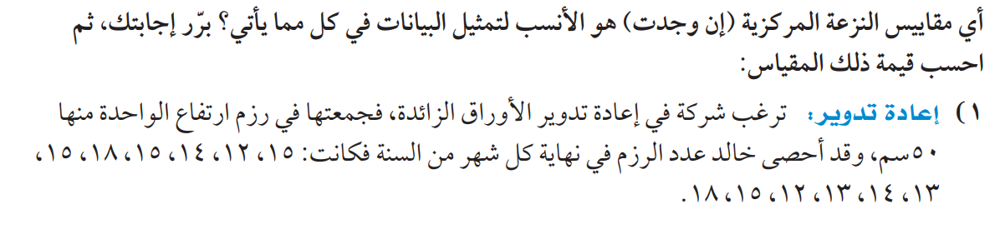 أي مقاييس النزعة المركزية (إن وجدت) هو الأنسب لتمثيل البيانات في كل مما يأتي؟ برّر إجابتك، ثم
احسب قيمة ذلك المقياس:
١) إعادة تدوير: ترغب شركة في إعادة تدوير الأوراق الزائدة، فجمعتها في رزم ارتفاع الواحدة منها
٥٠سم، وقد أحصى خالد عدد الرزم في نهاية كل شهر من السنة فكانت: ١٥، ١٢، ١٤، ١٥، ١٨، ١٥،
١٣، ١٤، ١٣، ١٢، ١٥، ١٨.